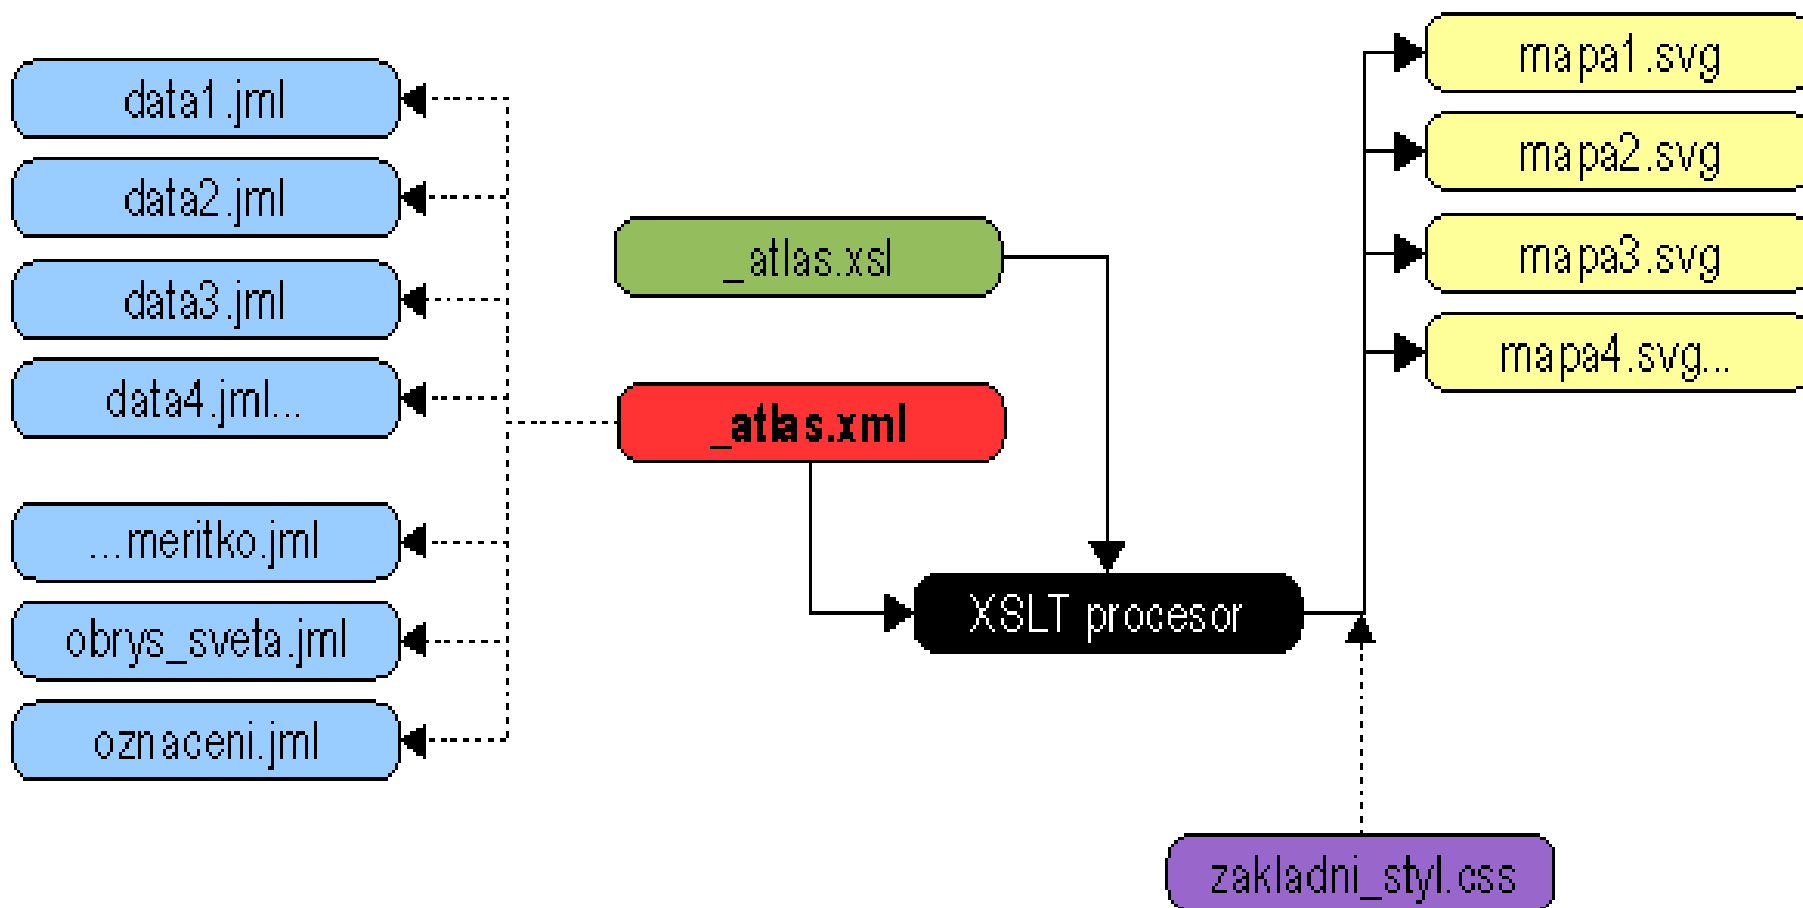 data1.jml
data2.jml
data3.jml
data4.jml...
...meritko.jml
obrys_sveta.jml
oznaceni.jml
_atlas.xsl
_atlas.xml
XSLT procesor
zakladni_styl.css
mapa1.svg
mapa2.svg
mapa3.svg
mapa4.svg...